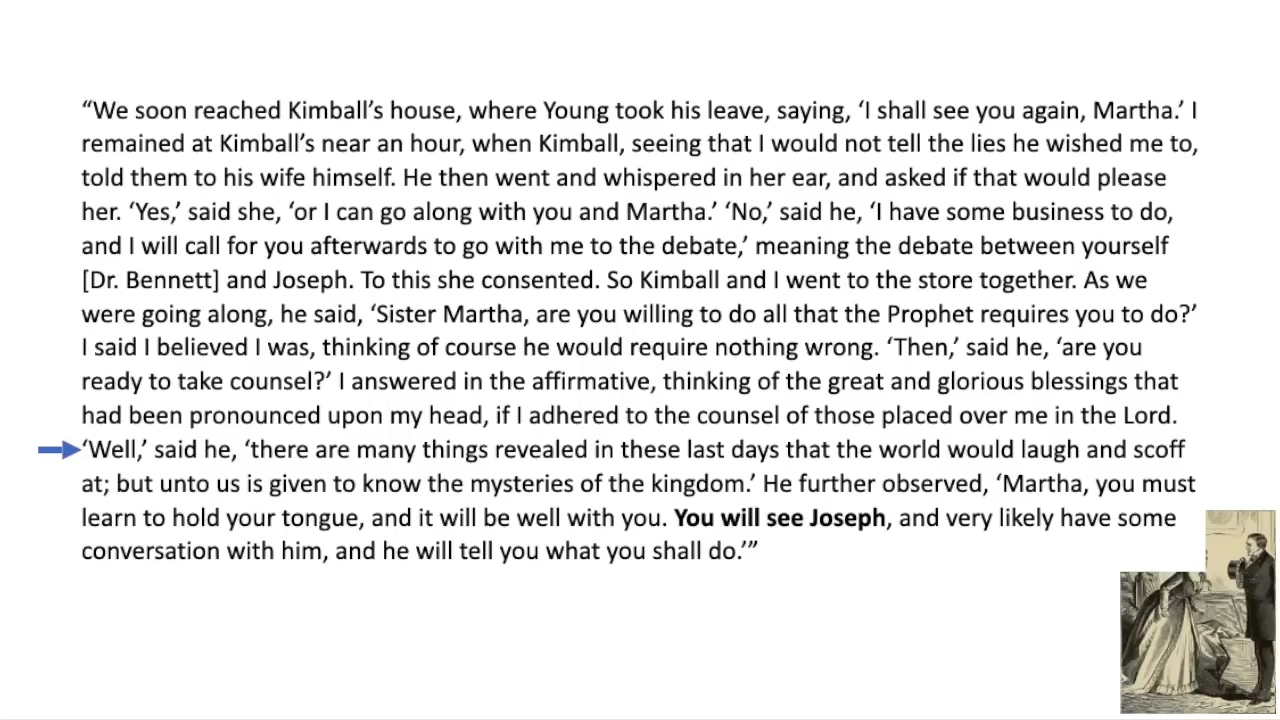 “We soon reached Kimball’s house, where Young took his leave, saying, ‘I shall see you again, Martha.’ I
remained at Kimball’s near an hour, when Kimball, seeing that I would not tell the lies he wished me to,
told them to his wife himself. He then went and whispered in her ear, and asked if that would please
her. ‘Yes,’ said she, ‘or I can go along with you and Martha.’ ‘No,’ said he, ‘I have some business to do,
and I will call for you afterwards to go with me to the debate,’ meaning the debate between yourself
[Dr. Bennett] and Joseph. To this she consented. So Kimball and I went to the store together. As we
were going along, he said, ‘Sister Martha, are you willing to do all that the Prophet requires you to do?’
I said I believed I was, thinking of course he would require nothing wrong. ‘Then,’ said he, ‘are you
ready to take counsel?’ I answered in the affirmative, thinking of the great and glorious blessings that
had been pronounced upon my head, if I adhered to the counsel of those placed over me in the Lord.
‘Well,’ said he, ‘there are many things revealed in these last days that the world would laugh and scoff
at; but unto us is given to know the mysteries of the kingdom.’ He further observed, ‘Martha, you must
learn to hold your tongue, and it will be well with you. You will see Joseph, and very likely have some
conversation with him, and he will tell you what you shall do.’”